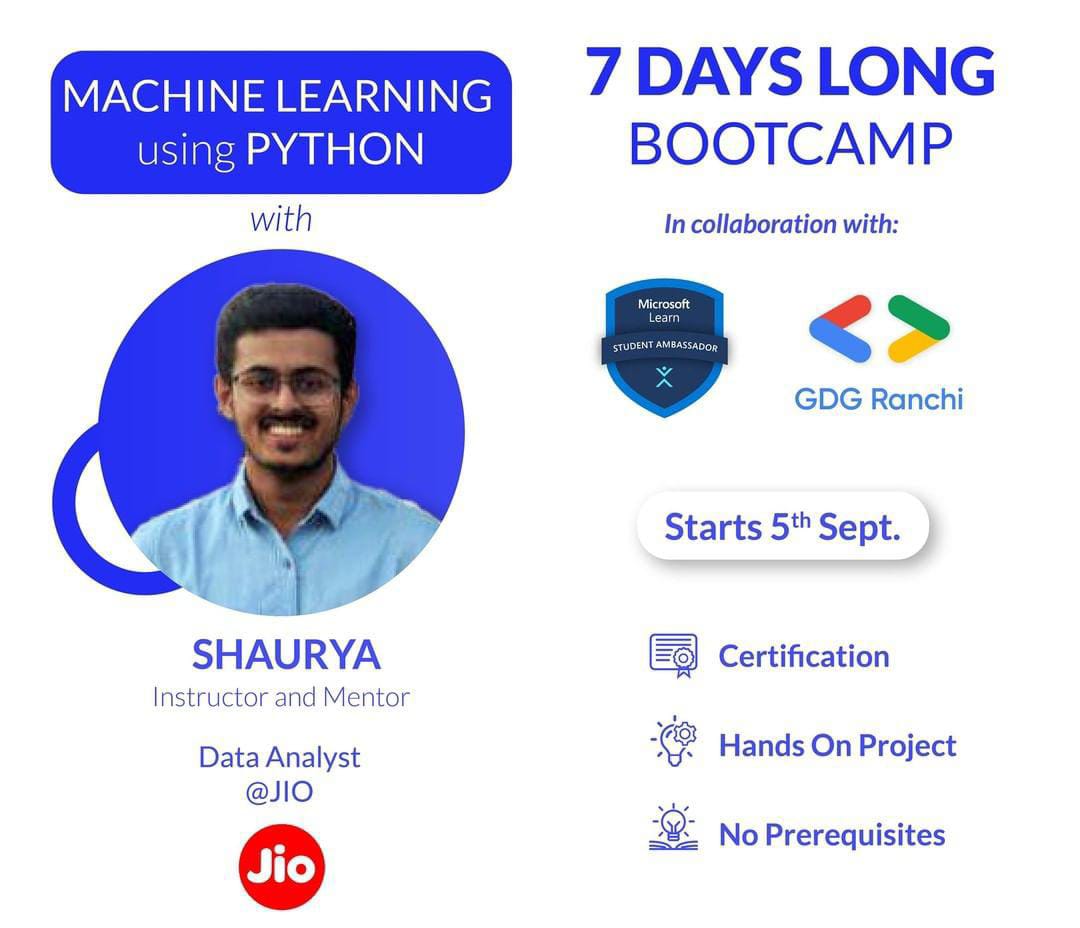 MACHINE LEARNING
using PYTHON
with
SHAURYA
Instructor and Mentor
Data Analyst
@JIO
Jio
7 DAYS LONG
BOOTCAMP
In collaboration with:
Microsoft
Learn
STUDENT AMBASSADOR
GDG Ranchi
Starts 5th Sept.
Certification
Hands On Project
No Prerequisites